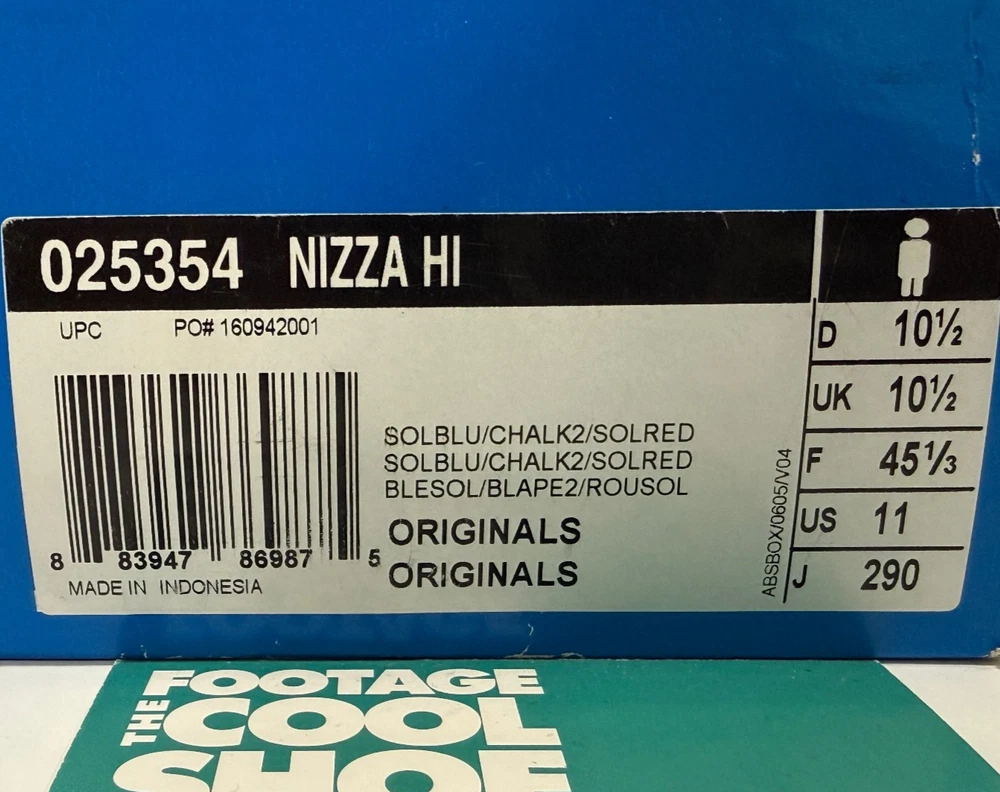 025354 NIZZA HI
UPC PO# 160942001
D 10½
UK 10½
F 45⅓
US 11
J 290
ABSBOX/0605/V04
SOLBLU/CHALK2/SOLRED
SOLBLU/CHALK2/SOLRED
BLESOL/BLAPE2/ROUSOL
ORIGINALS
ORIGINALS
8 83947 86987 5
MADE IN INDONESIA
FOOTAGE
THE COOL
SHOE